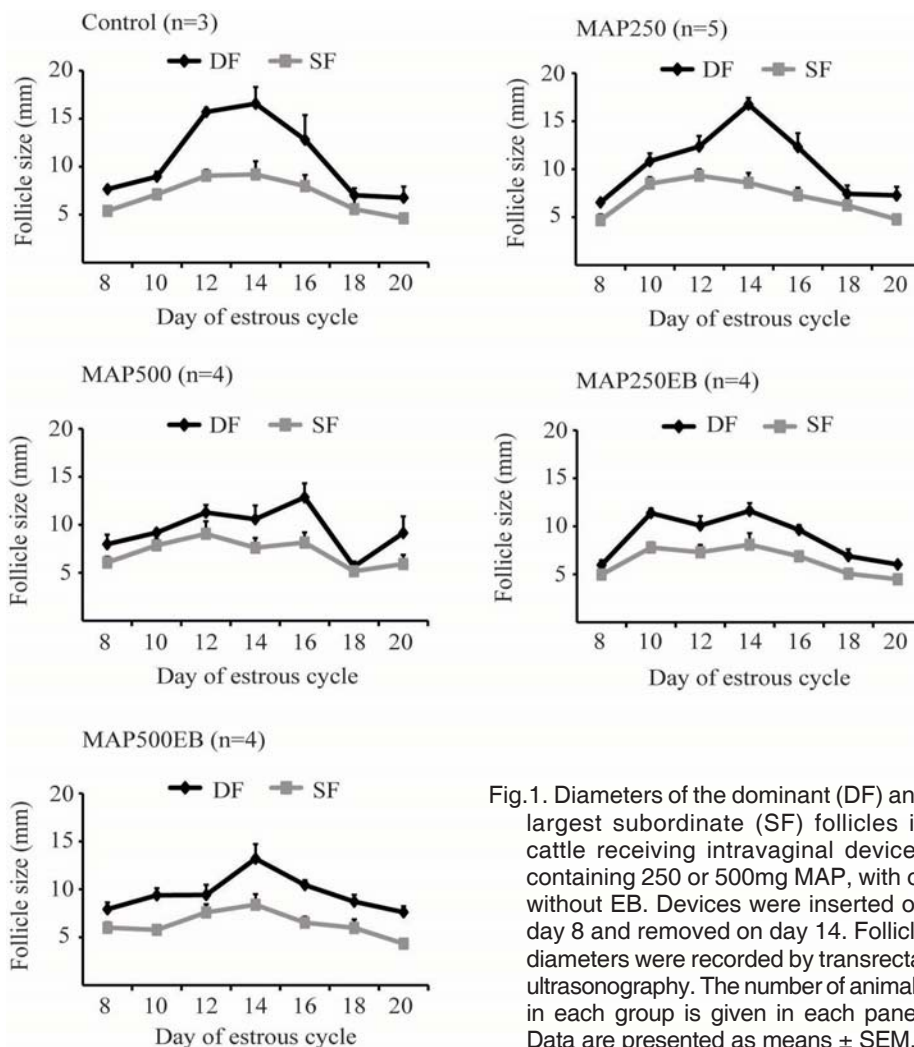 Control (n=3)
DF SF
Follicle size (mm)
20
15
10
5
8 10 12 14 16 18 20
Day of estrous cycle
MAP250 (n=5)
DF SF
Follicle size (mm)
20
15
10
5
8 10 12 14 16 18 20
Day of estrous cycle
MAP500 (n=4)
DF SF
Follicle size (mm)
20
15
10
5
8 10 12 14 16 18 20
Day of estrous cycle
MAP250EB (n=4)
DF SF
Follicle size (mm)
20
15
10
5
8 10 12 14 16 18 20
Day of estrous cycle
MAP500EB (n=4)
DF SF
Follicle size (mm)
20
15
10
5
8 10 12 14 16 18 20
Day of estrous cycle
Fig.1. Diameters of the dominant (DF) an
largest subordinate (SF) follicles i
cattle receiving intravaginal device
containing 250 or 500mg MAP, with o
without EB. Devices were inserted o
day 8 and removed on day 14. Follicl
diameters were recorded by transrecta
ultrasonography. The number of animal
in each group is given in each pane
Data are presented as means ± SEM.